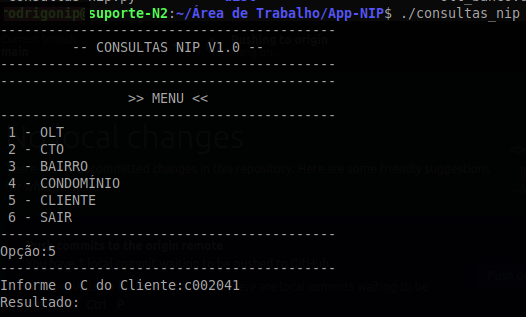 rodrigonip@suporte-N2:~/Área de Trabalho/App-NIP$ ./consultas_nip
-- CONSULTAS NIP V1.0 --
>> MENU <<
1 - OLT
2 - CTO
3 - BAIRRO
4 - CONDOMÍNIO
5 - CLIENTE
6 - SAIR
Opção:5
Informe o C do Cliente:c002041
Resultado: